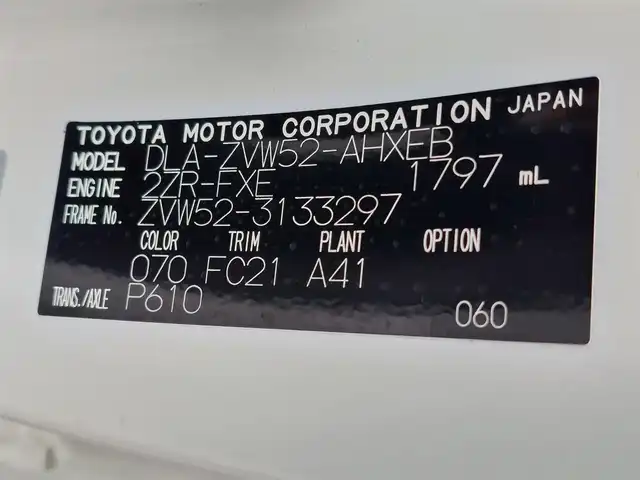 TOYOTA MOTOR CORPORATION JAPAN
MODEL DLA-ZVW52-AHXEB
ENGINE 2ZR-FXE 1797 mL
FRAME No. ZVW52-3133297
COLOR TRIM PLANT OPTION
070 FC21 A41
TRANS./AXLE P610
060